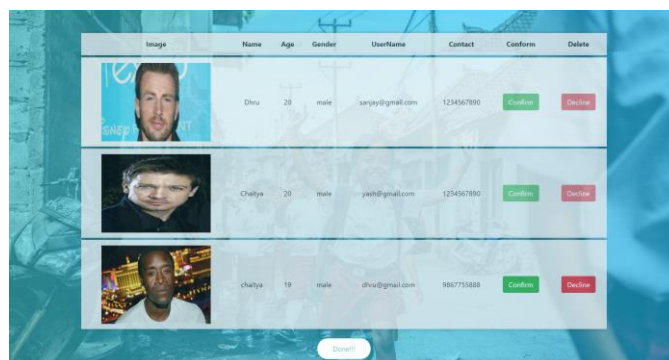 Image Name Age Gender UserName Contact Conform Delete
Dhru 20 male sanjay@gmail.com 1234567890 Confirm Decline
Chaitya 20 male yash@gmail.com 1234567890 Confirm Decline
chaitya 19 male dhru@gmail.com 9867755888 Confirm Decline
Done!!!